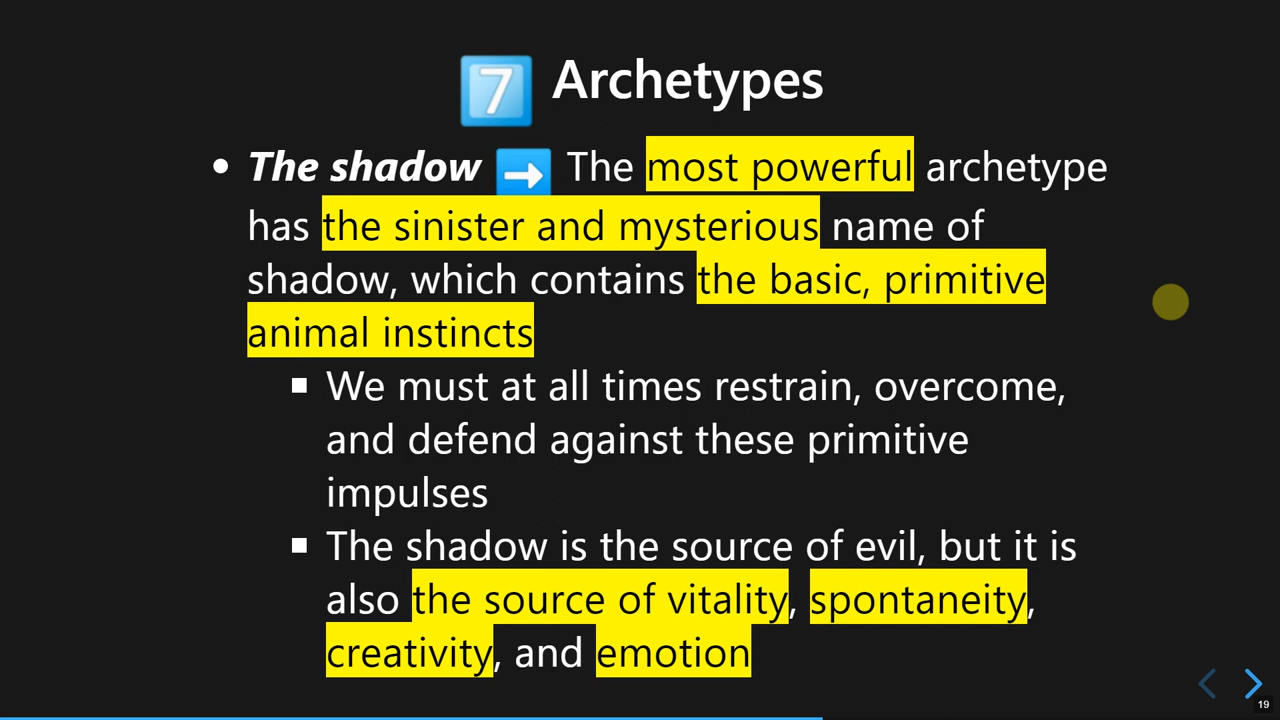 7️⃣ Archetypes
• The shadow ➡️ The most powerful archetype
has the sinister and mysterious name of
shadow, which contains the basic, primitive
animal instincts
▪ We must at all times restrain, overcome,
and defend against these primitive
impulses
▪ The shadow is the source of evil, but it is
also the source of vitality, spontaneity,
creativity, and emotion
19